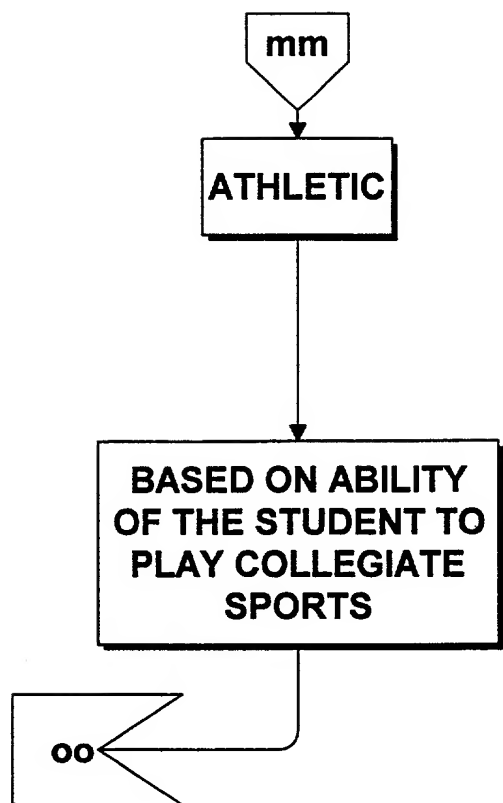 mm
ATHLETIC
BASED ON ABILITY
OF THE STUDENT TO
PLAY COLLEGIATE
SPORTS
oo